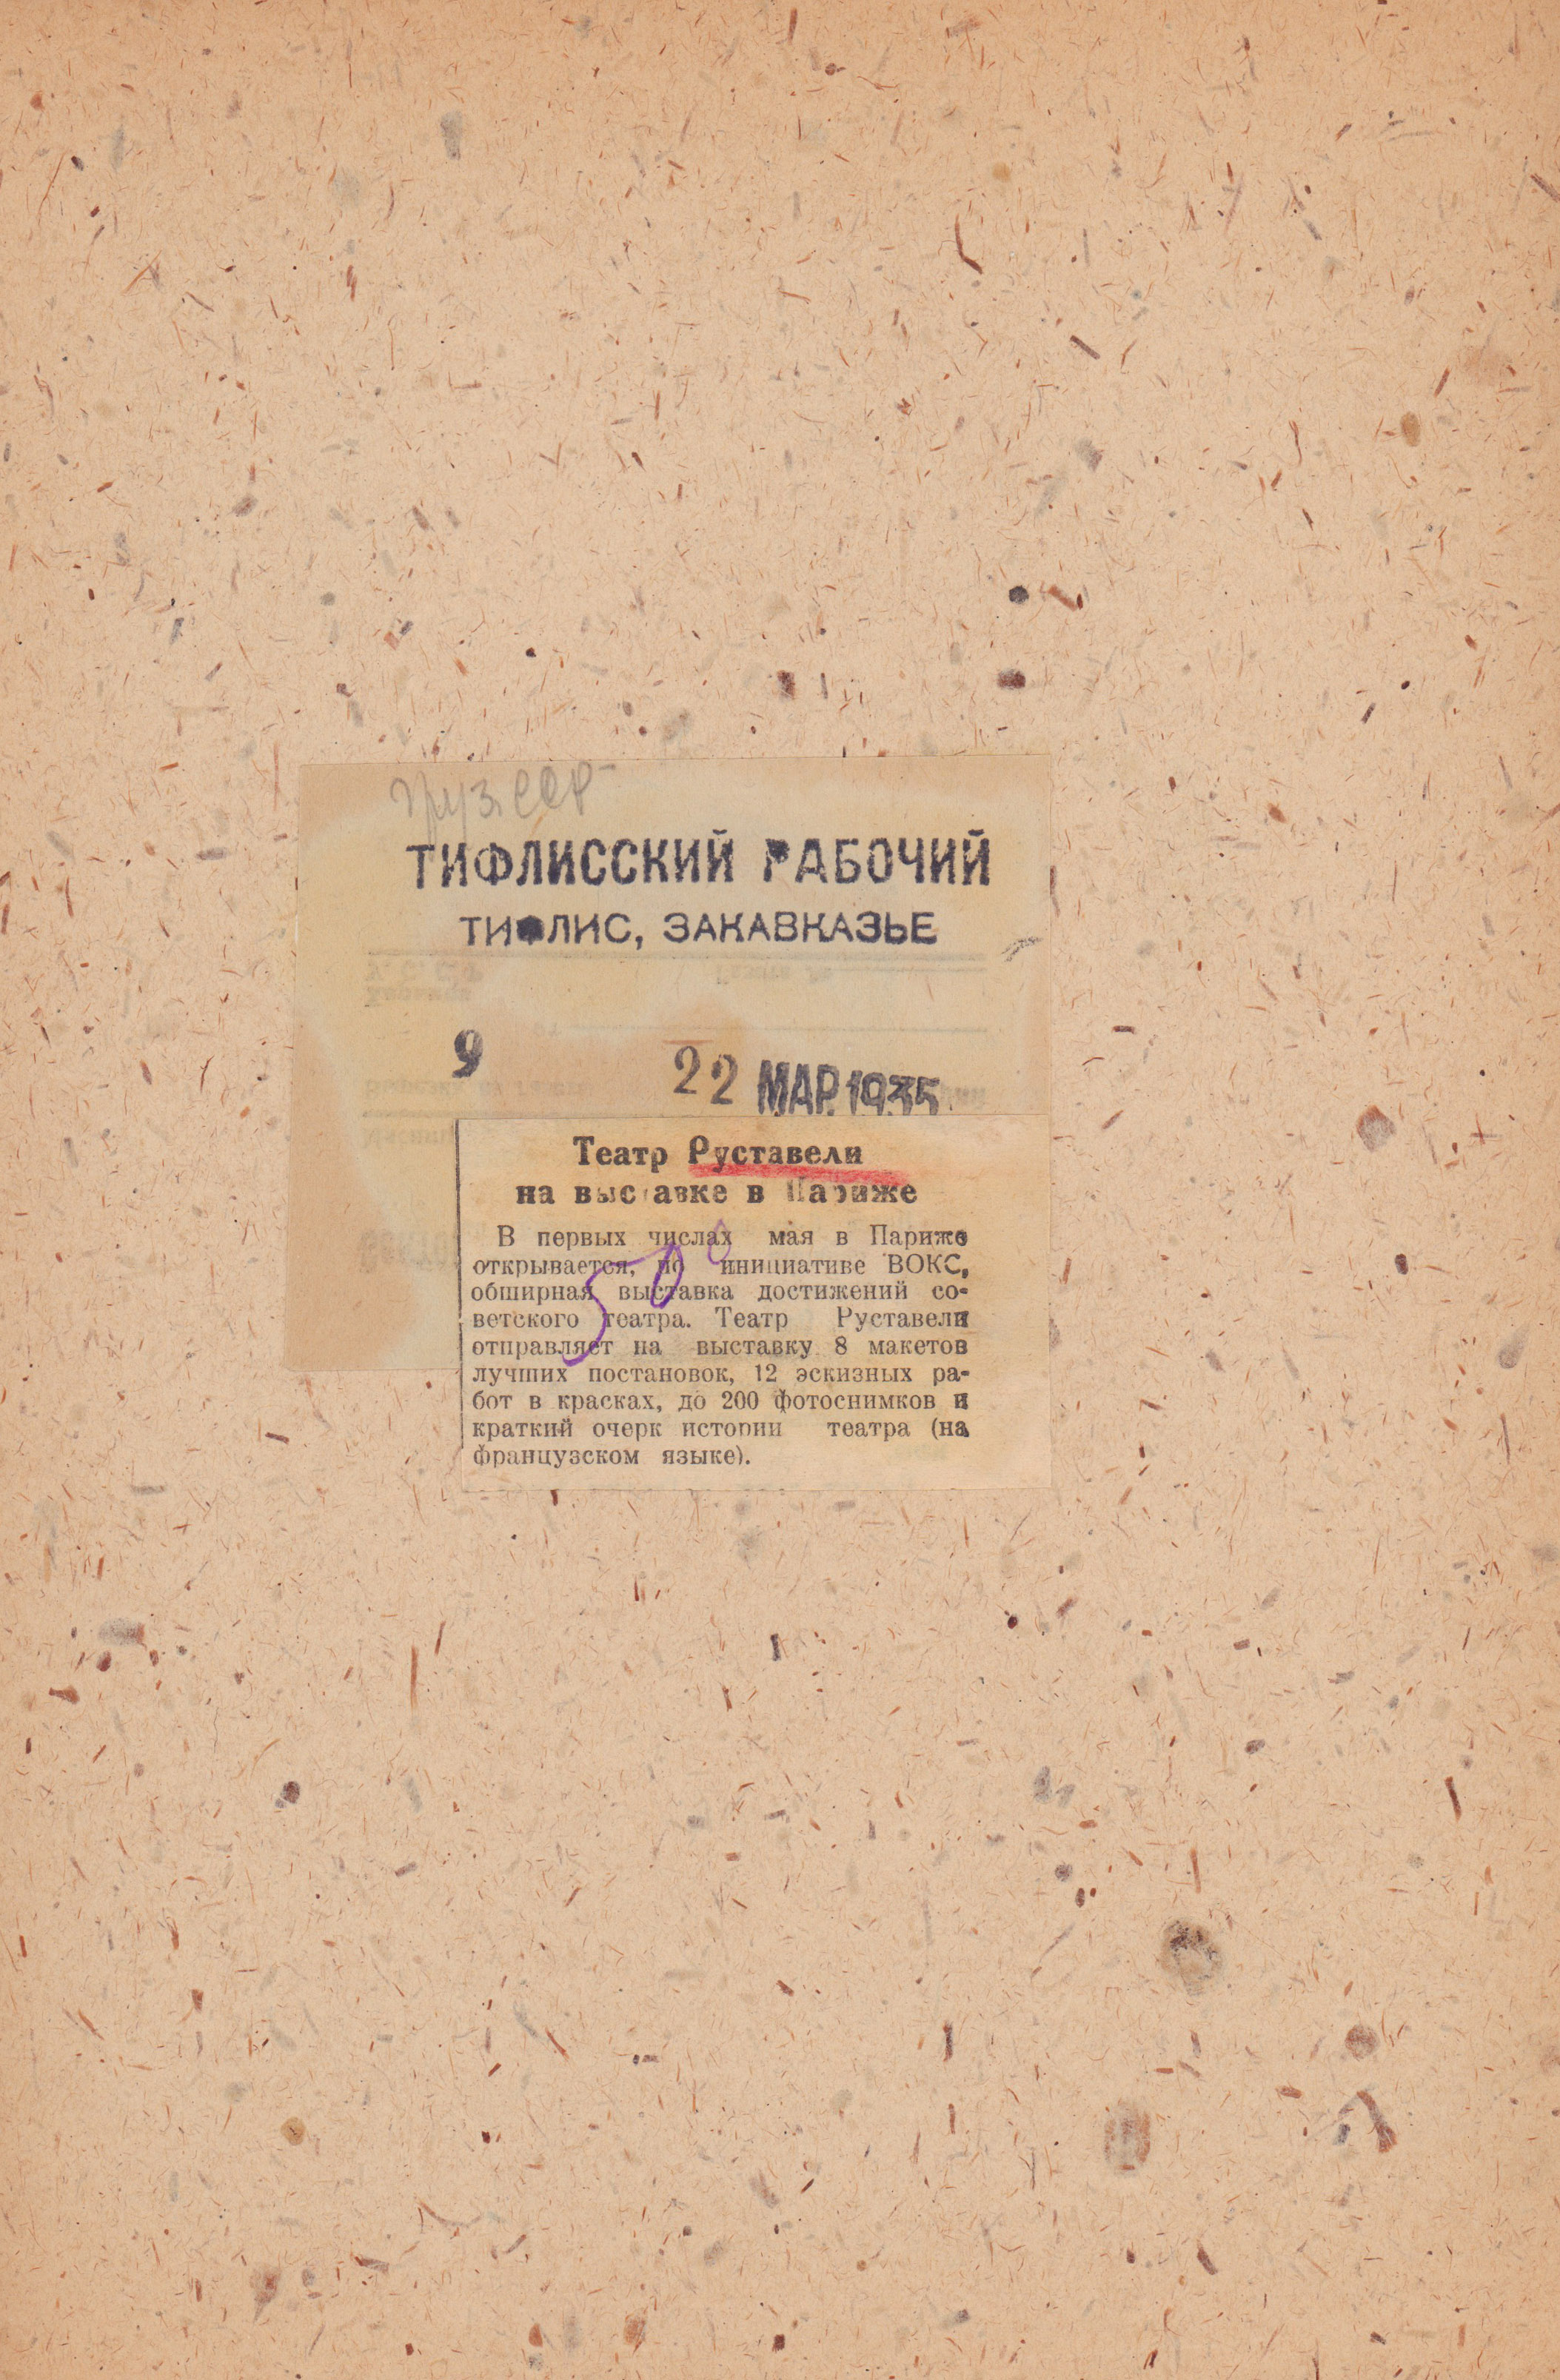 Груз. ССР
ТИФЛИССКИЙ РАБОЧИЙ
ТИФЛИС, ЗАКАВКАЗЬЕ
9 22 МАР. 1935
Театр Руставели
на выставке в Париже
В первых числах мая в Париже
открывается, по инициативе ВОКС,
обширная выставка достижений со-
ветского театра. Театр Руставели
отправляет на выставку 8 макетов
лучших постановок, 12 эскизных ра-
бот в красках, до 200 фотоснимков и
краткий очерк истории театра (на
французском языке).